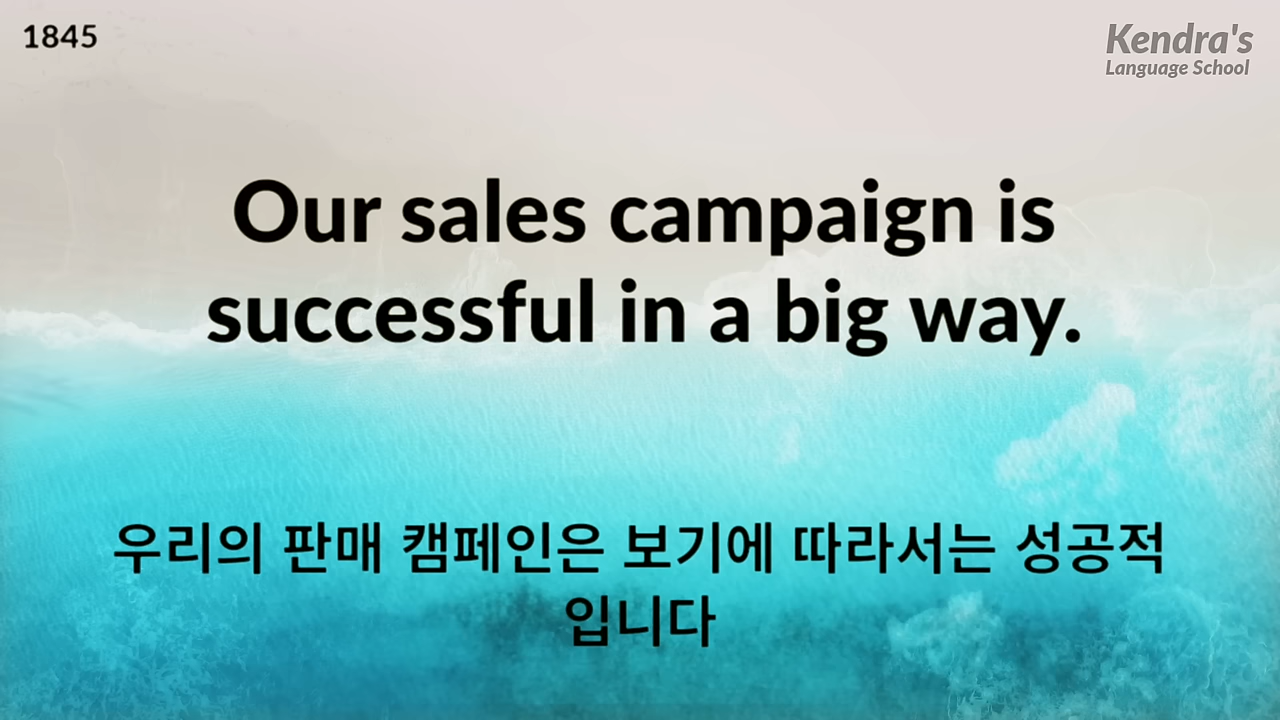 1845
Kendra's
Language School
Our sales campaign is
successful in a big way.
우리의 판매 캠페인은 보기에 따라서는 성공적
입니다